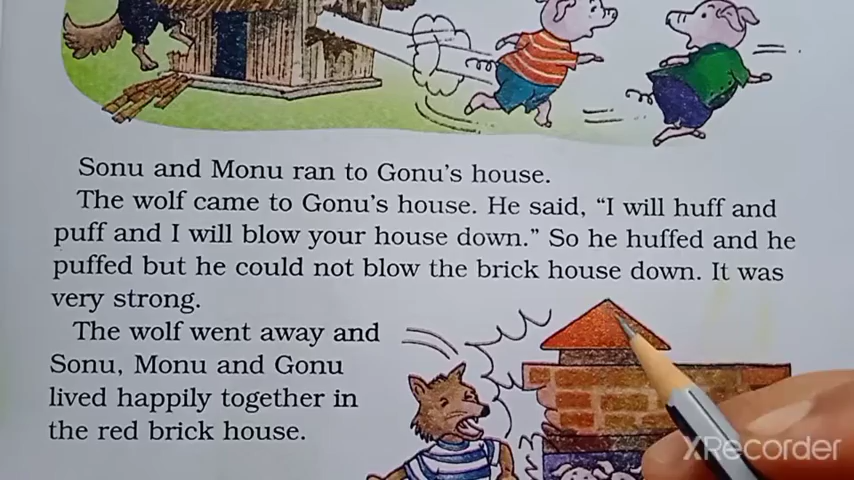 Sonu and Monu ran to Gonu's house.
The wolf came to Gonu's house. He said, “I will huff and
puff and I will blow your house down.” So he huffed and he
puffed but he could not blow the brick house down. It was
very strong.
The wolf went away and
Sonu, Monu and Gonu
lived happily together in
the red brick house.
XRecorder